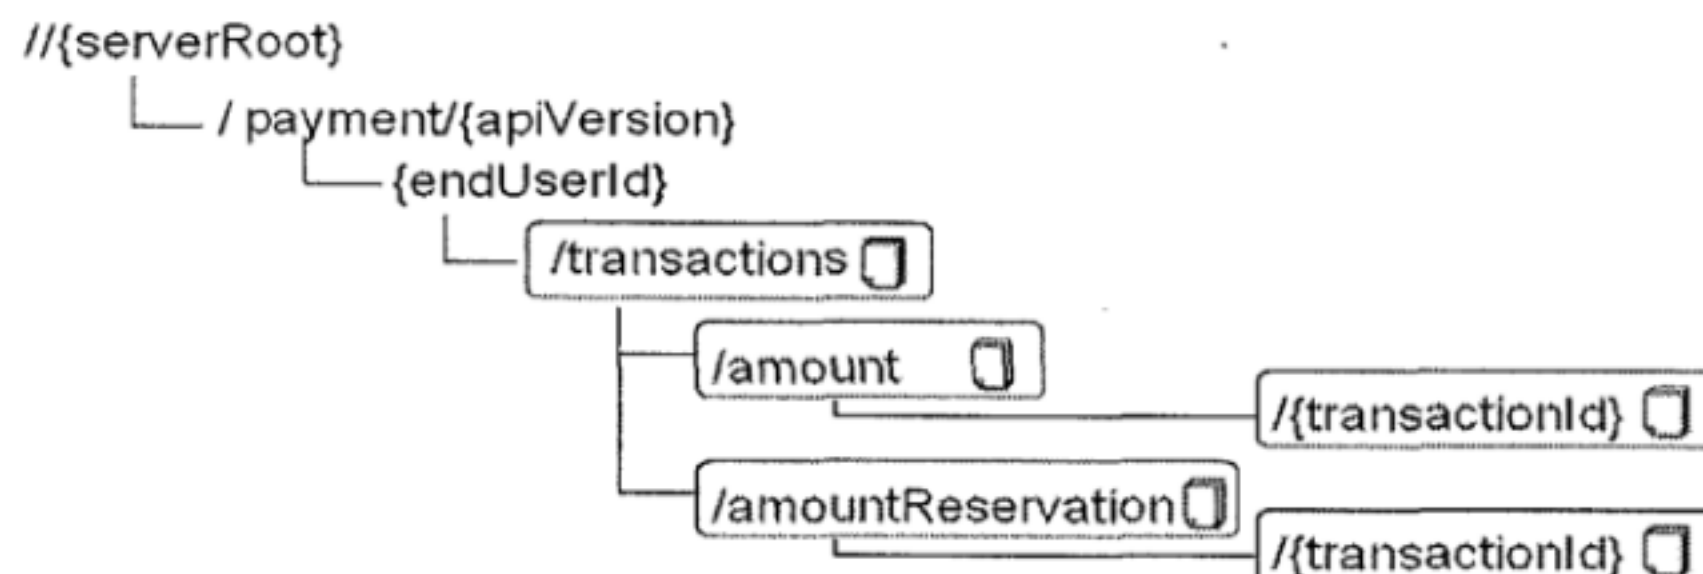 //{serverRoot}
/ payment/{apiVersion}
{endUserId}
/transactions
/amount
/{transactionId}
/amountReservation
/{transactionId}